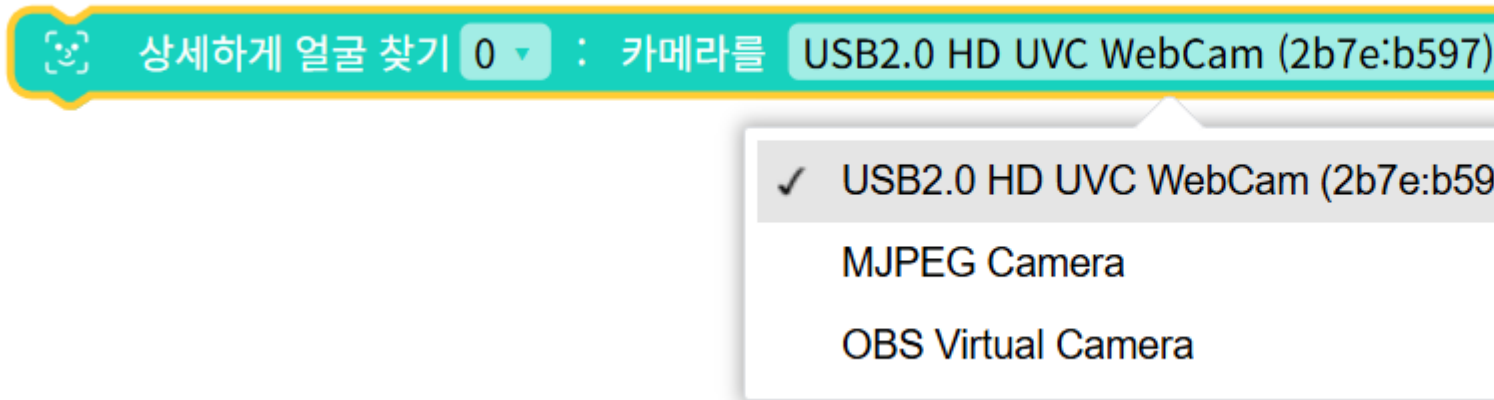 상세하게 얼굴 찾기 0 : 카메라를 USB2.0 HD UVC WebCam (2b7e:b597)
✓ USB2.0 HD UVC WebCam (2b7e:b59
MJPEG Camera
OBS Virtual Camera